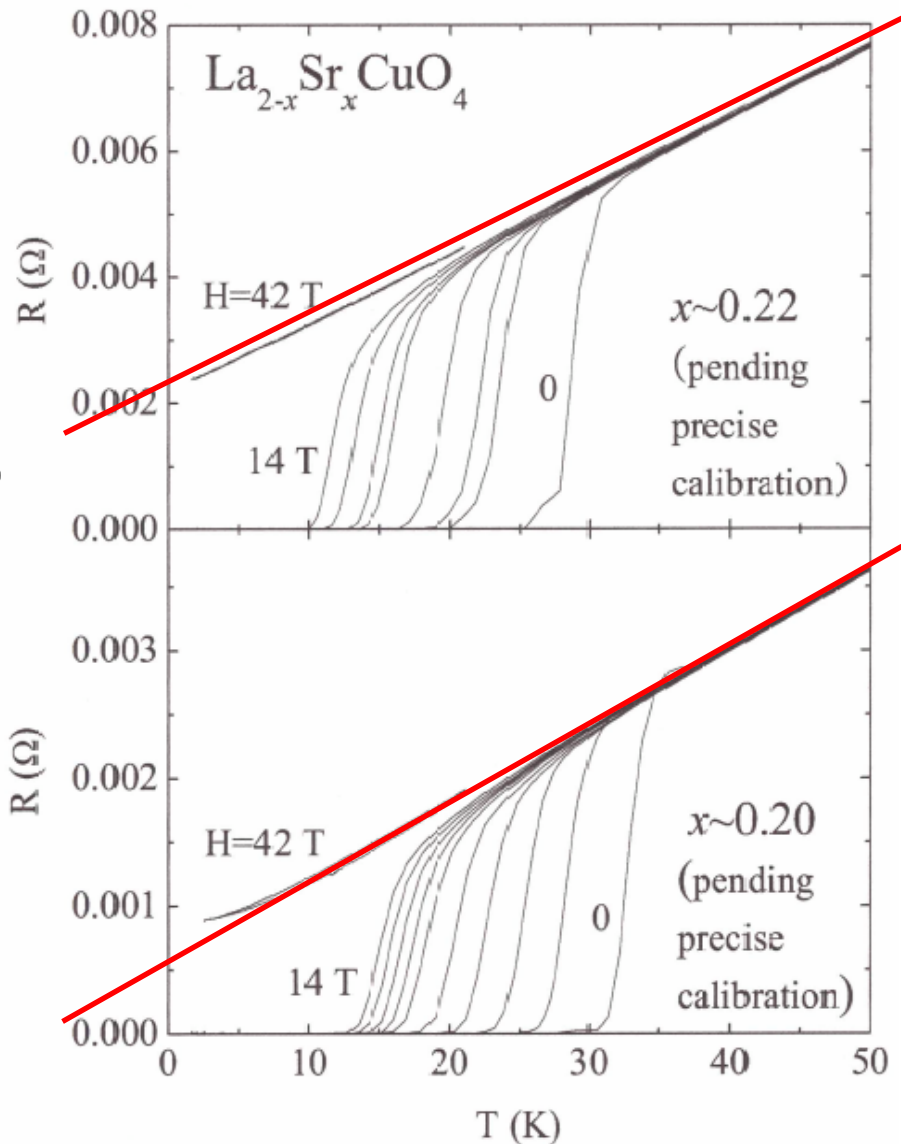 0.008
La2-xSrxCuO4
0.006
R (Ω)
0.004
H=42 T
x~0.22
(pending
precise
calibration)
0
0.002
14 T
0.000
0.003
R (Ω)
0.002
H=42 T
x~0.20
(pending
precise
calibration)
0
0.001
14 T
0.000
0 10 20 30 40 50
T (K)